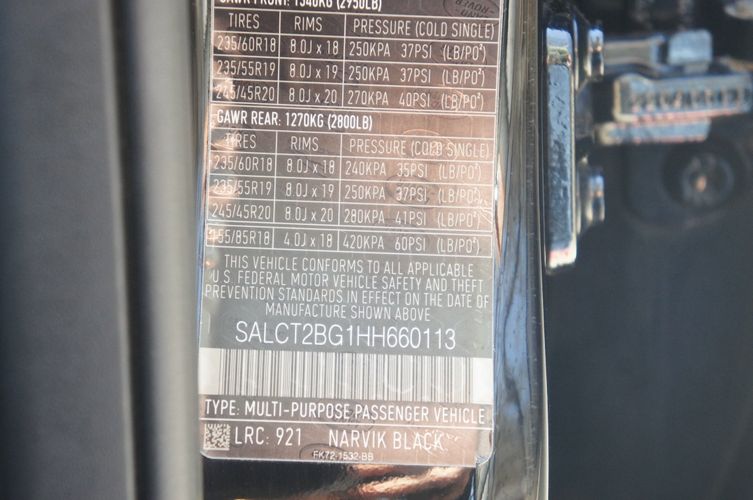 GAWR FRONT: 1340KG (2950LB)
TIRES RIMS PRESSURE (COLD SINGLE)
235/60R18 8.0J x 18 250KPA 37PSI (LB/PO²)
235/55R19 8.0J x 19 250KPA 37PSI (LB/PO²)
245/45R20 8.0J x 20 270KPA 40PSI (LB/PO²)
GAWR REAR: 1270KG (2800LB)
TIRES RIMS PRESSURE (COLD SINGLE)
235/60R18 8.0J x 18 240KPA 35PSI (LB/PO²)
235/55R19 8.0J x 19 250KPA 37PSI (LB/PO²)
245/45R20 8.0J x 20 280KPA 41PSI (LB/PO²)
155/85R18 4.0J x 18 420KPA 60PSI (LB/PO²)
THIS VEHICLE CONFORMS TO ALL APPLICABLE
U.S. FEDERAL MOTOR VEHICLE SAFETY AND THEFT
PREVENTION STANDARDS IN EFFECT ON THE DATE OF
MANUFACTURE SHOWN ABOVE
SALCT2BG1HH660113
TYPE: MULTI-PURPOSE PASSENGER VEHICLE
LRC: 921 NARVIK BLACK
FK72-1532-BB